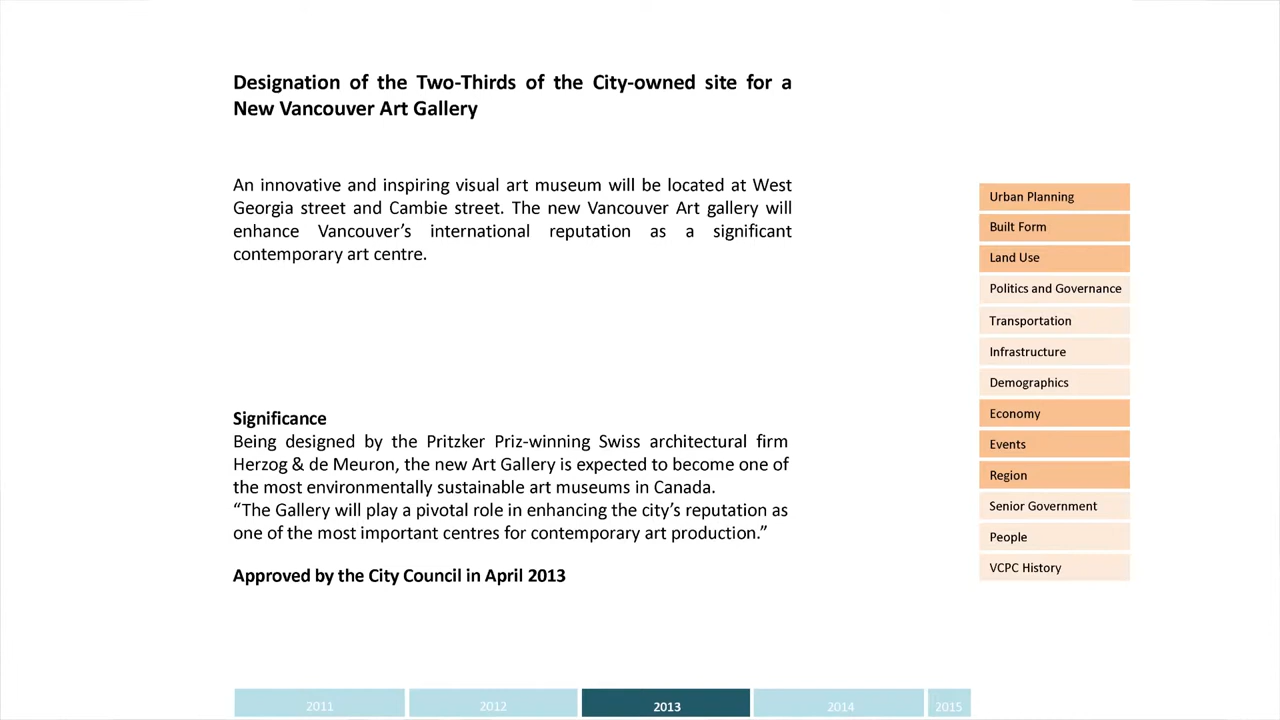 Designation of the Two-Thirds of the City-owned site for a
New Vancouver Art Gallery
An innovative and inspiring visual art museum will be located at West
Georgia street and Cambie street. The new Vancouver Art gallery will
enhance Vancouver’s international reputation as a significant
contemporary art centre.
Significance
Being designed by the Pritzker Priz-winning Swiss architectural firm
Herzog & de Meuron, the new Art Gallery is expected to become one of
the most environmentally sustainable art museums in Canada.
“The Gallery will play a pivotal role in enhancing the city’s reputation as
one of the most important centres for contemporary art production.”
Approved by the City Council in April 2013
Urban Planning
Built Form
Land Use
Politics and Governance
Transportation
Infrastructure
Demographics
Economy
Events
Region
Senior Government
People
VCPC History
2011 2012 2013 2014 2015